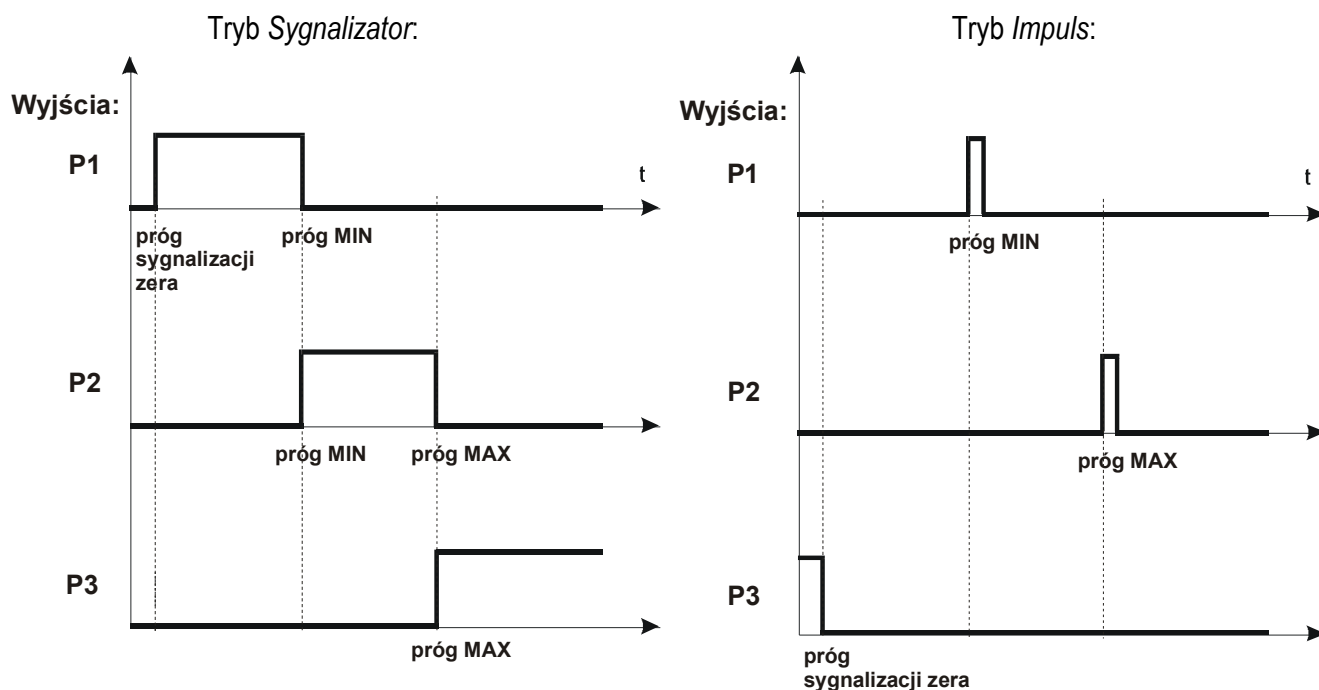 Tryb Sygnalizator:
Wyjścia:
P1
t
próg
sygnalizacji
zera
próg MIN
P2
próg MIN
próg MAX
P3
próg MAX
Tryb Impuls:
Wyjścia:
P1
t
próg MIN
P2
próg MAX
P3
próg
sygnalizacji zera